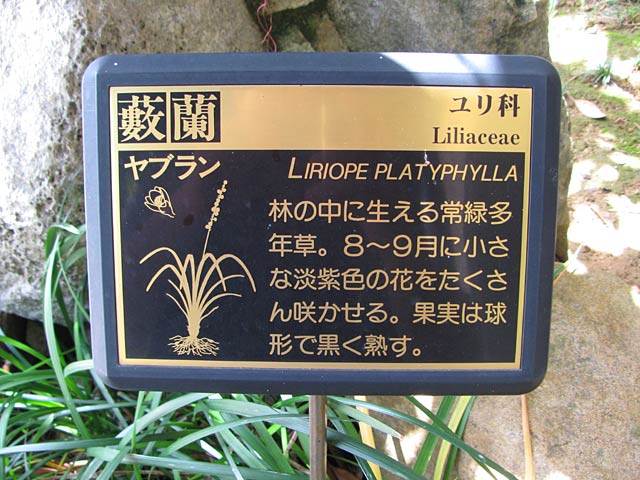 藪蘭
ユリ科
Liliaceae
ヤブラン
LIRIOPE PLATYPHYLLA
林の中に生える常緑多
年草。8〜9月に小さ
な淡紫色の花をたくさ
ん咲かせる。果実は球
形で黒く熟す。